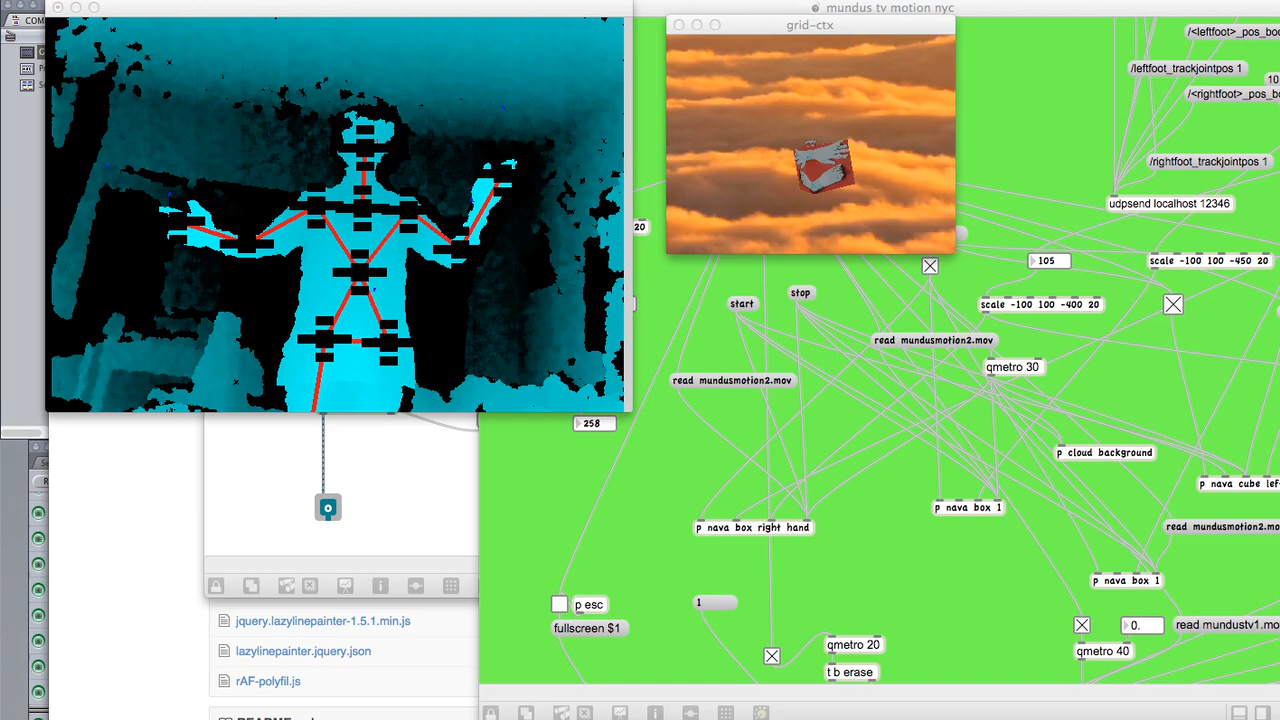 COM
mundus tv motion nyc
grid-ctx
/<leftfoot>_pos_bo
/leftfoot_trackjointpos 1
10
/<rightfoot>_pos_b
/rightfoot_trackjointpos 1
udpsend localhost 12346
20
105
scale -100 100 -450 20
start
stop
scale -100 100 -400 20
read mundusmotion2.mov
qmetro 30
read mundusmotion2.mov
258
p cloud background
p nava cube lef
p nava box 1
p nava box right hand
read mundusmotion2.mo
p nava box 1
1
p esc
fullscreen $1
0.
read mundustv1.mo
qmetro 20
qmetro 40
t b erase
jquery.lazylinepainter-1.5.1.min.js
lazylinepainter.jquery.json
rAF-polyfil.js